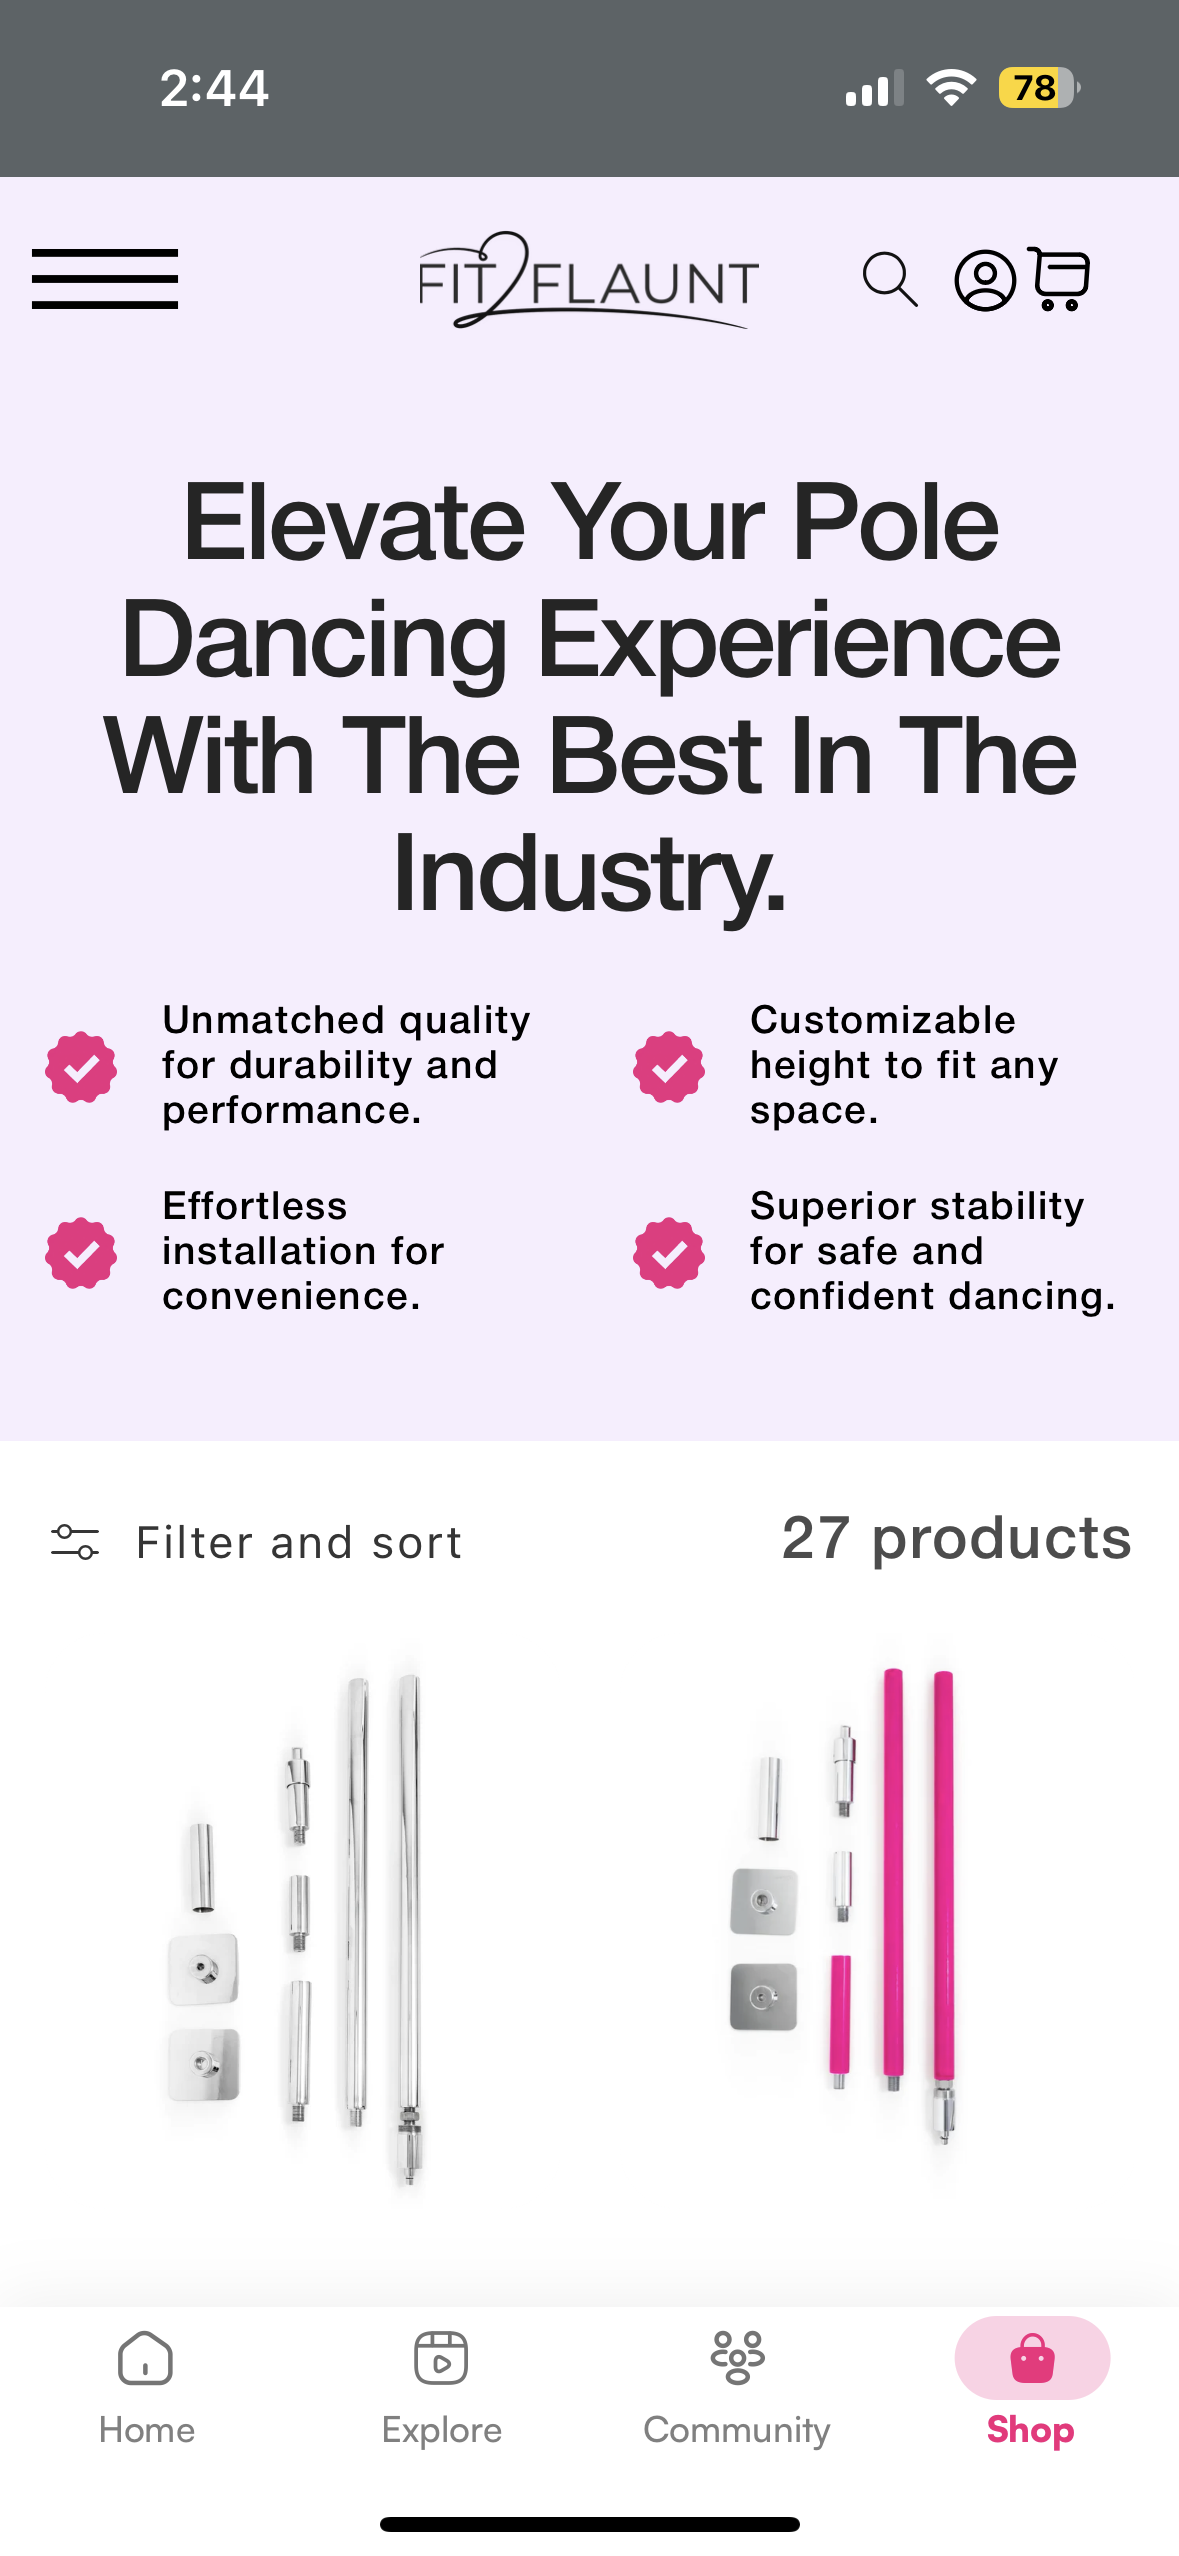 2:44
78
FIT2FLAUNT
Elevate Your Pole
Dancing Experience
With The Best In The
Industry.
Unmatched quality
for durability and
performance.
Customizable
height to fit any
space.
Effortless
installation for
convenience.
Superior stability
for safe and
confident dancing.
Filter and sort
27 products
Home
Explore
Community
Shop